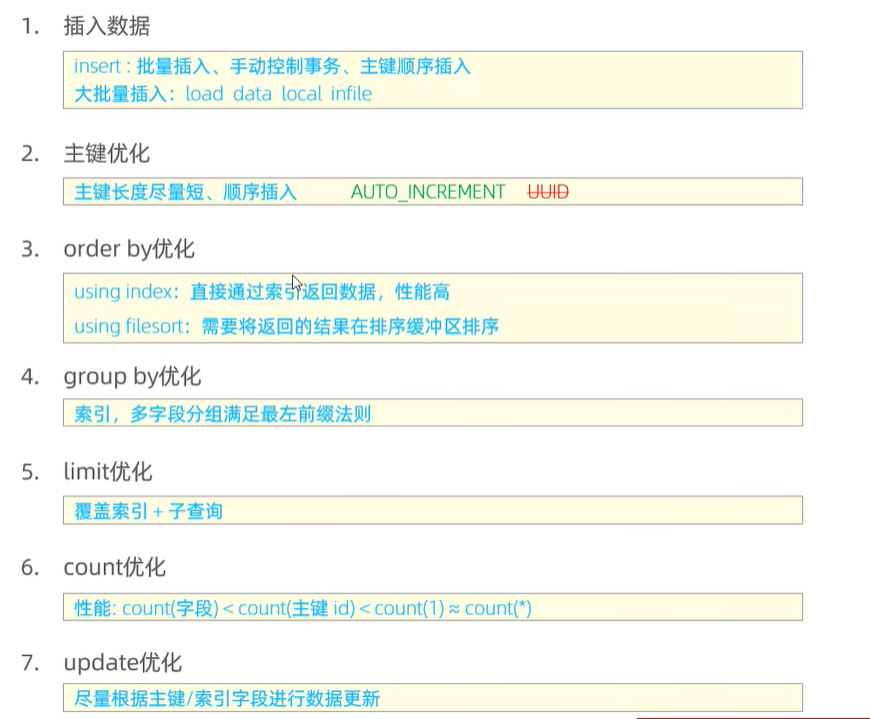 1. 插入数据
insert : 批量插入、手动控制事务、主键顺序插入
大批量插入：load data local infile
2. 主键优化
主键长度尽量短、顺序插入 AUTO_INCREMENT UUID
3. order by优化
using index：直接通过索引返回数据，性能高
using filesort：需要将返回的结果在排序缓冲区排序
4. group by优化
索引，多字段分组满足最左前缀法则
5. limit优化
覆盖索引 + 子查询
6. count优化
性能: count(字段) < count(主键 id) < count(1) ≈ count(*)
7. update优化
尽量根据主键/索引字段进行数据更新